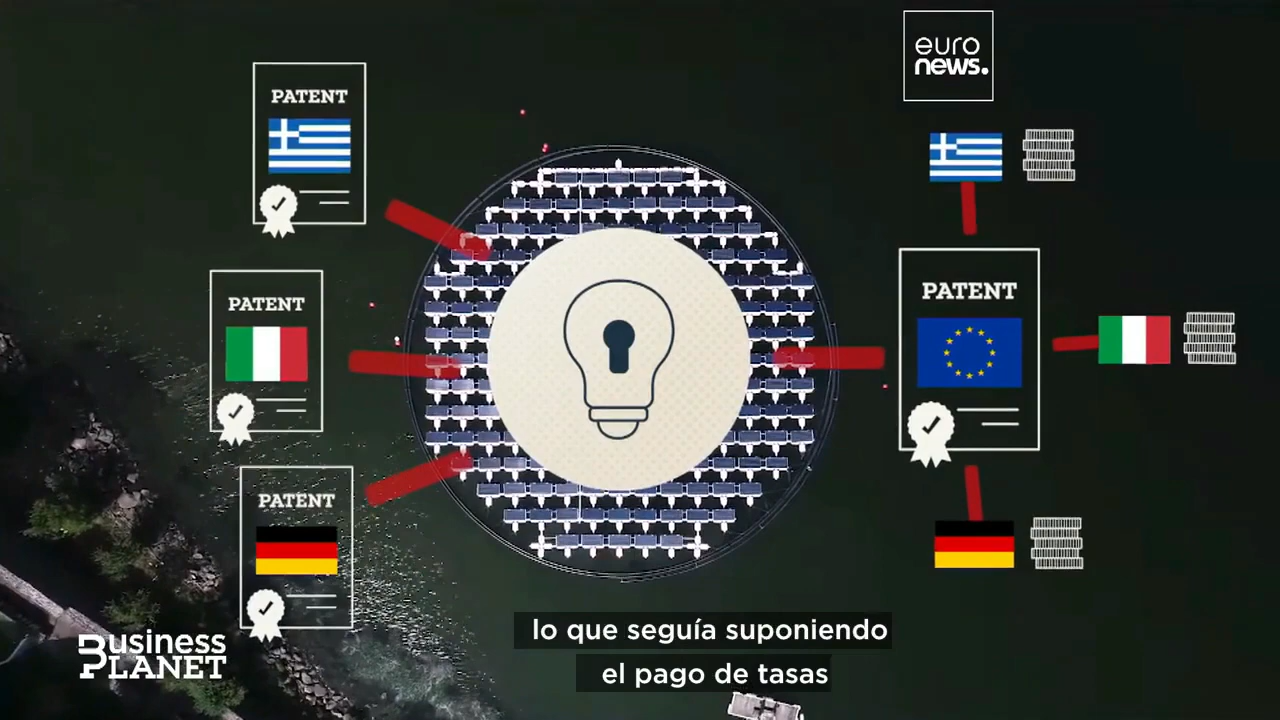 euro
news.
PATENT
PATENT
PATENT
PATENT
Business
PLANET
lo que seguía suponiendo
el pago de tasas